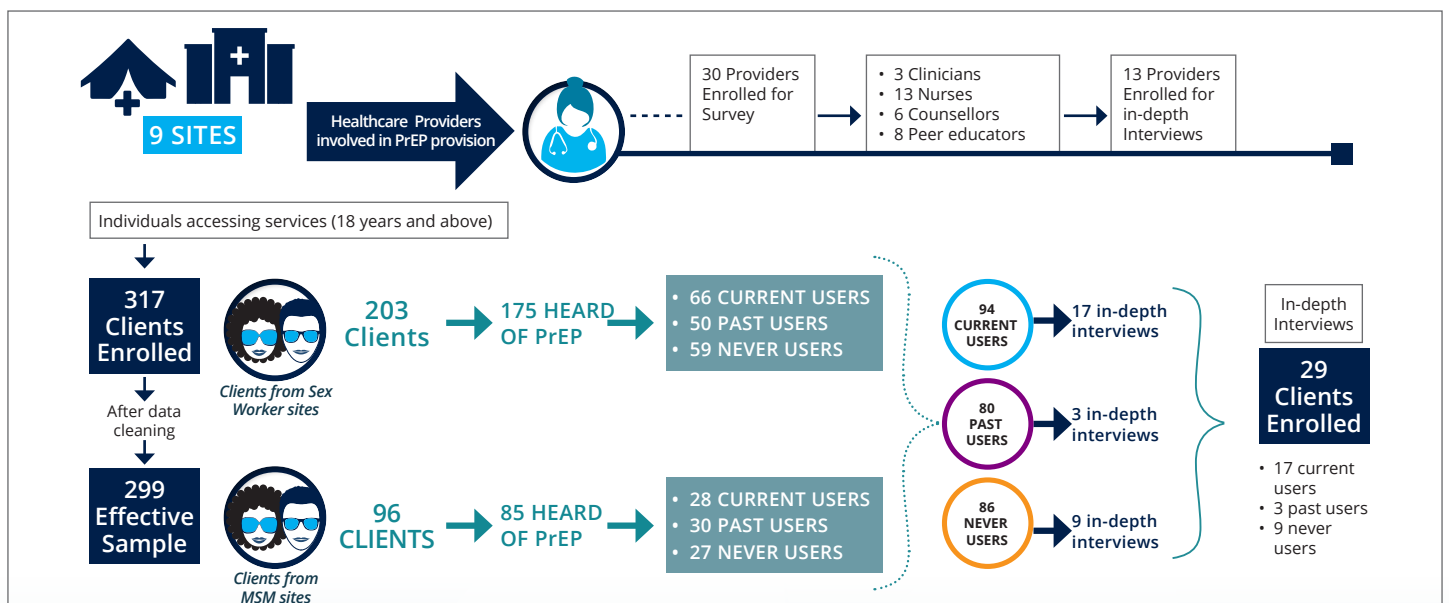 9 SITES
Healthcare Providers
involved in PrEP provision
30 Providers
Enrolled for
Survey
• 3 Clinicians
• 13 Nurses
• 6 Counsellors
• 8 Peer educators
13 Providers
Enrolled for
in-depth
Interviews
Individuals accessing services (18 years and above)
317
Clients
Enrolled
After data
cleaning
299
Effective
Sample
Clients from Sex
Worker sites
203
Clients
175 HEARD
OF PrEP
• 66 CURRENT USERS
• 50 PAST USERS
• 59 NEVER USERS
Clients from
MSM sites
96
CLIENTS
85 HEARD
OF PrEP
• 28 CURRENT USERS
• 30 PAST USERS
• 27 NEVER USERS
94
CURRENT
USERS
17 in-depth
interviews
80
PAST
USERS
3 in-depth
interviews
86
NEVER
USERS
9 in-depth
interviews
In-depth
Interviews
29
Clients
Enrolled
• 17 current
users
• 3 past users
• 9 never
users